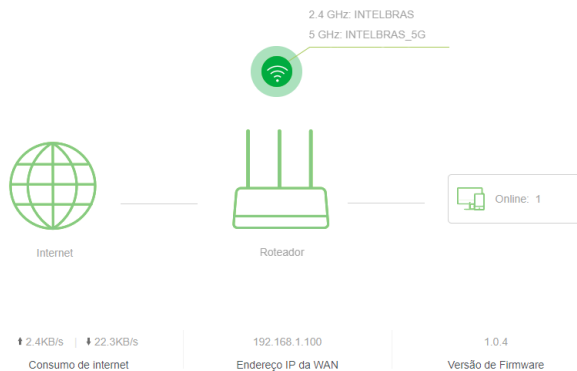 2.4 GHz: INTELBRAS
5 GHz: INTELBRAS_5G
Online: 1
Internet
Roteador
⬆ 2.4KB/s | ⬇ 22.3KB/s
192.168.1.100
1.0.4
Consumo de internet
Endereço IP da WAN
Versão de Firmware